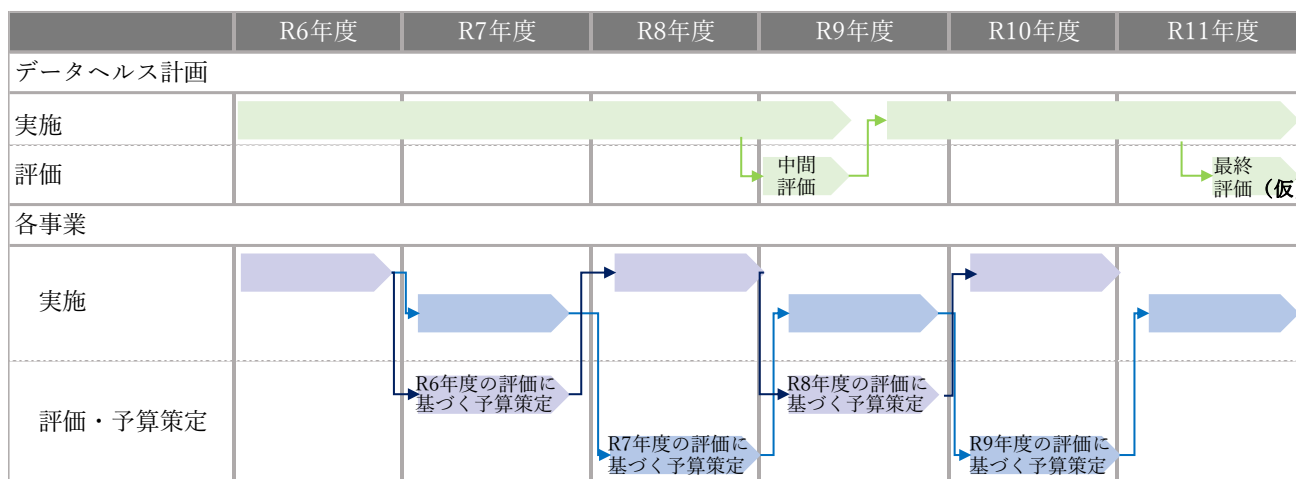 R6年度 R7年度 R8年度 R9年度 R10年度 R11年度
データヘルス計画
実施
評価
中間
評価
最終
評価(仮
各事業
実施
評価・予算策定
R6年度の評価に
基づく予算策定
R8年度の評価に
基づく予算策定
R7年度の評価に
基づく予算策定
R9年度の評価に
基づく予算策定